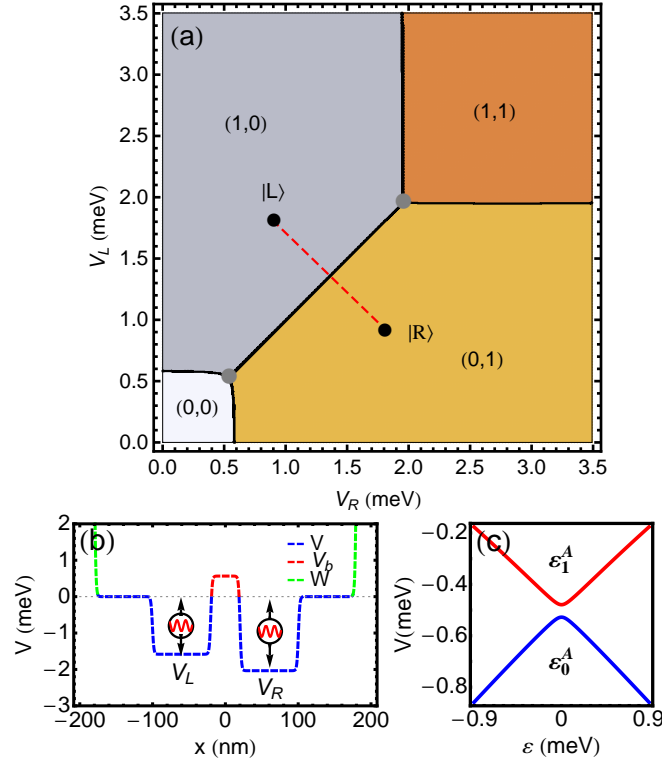 (a)
3.5
3.0
2.5
2.0
1.5
1.0
0.5
0.0
V_L (meV)
(1,0)
(1,1)
|L⟩
|R⟩
(0,1)
(0,0)
0.0 0.5 1.0 1.5 2.0 2.5 3.0 3.5
V_R (meV)
(b)
2
1
0
−1
−2
−3
V (meV)
V
V_b
W
V_L
V_R
−200 −100 0 100 200
x (nm)
(c)
−0.2
−0.4
−0.6
−0.8
V(meV)
ε₁ᴬ
ε₀ᴬ
−0.9 0 0.9
ε (meV)